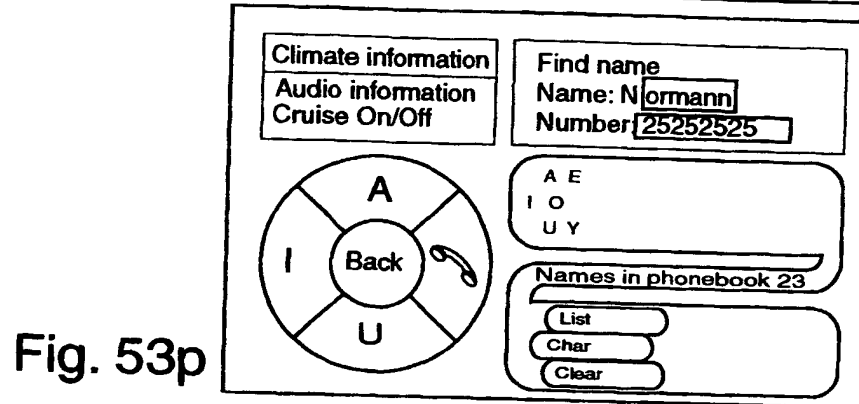 Climate information
Audio information
Cruise On/Off
Find name
Name: Normann
Number: 25252525
A
I
Back
U
A E
I O
U Y
Names in phonebook 23
List
Char
Clear
Fig. 53p